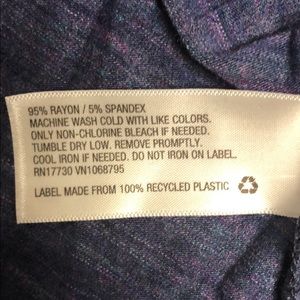 95% RAYON / 5% SPANDEX
MACHINE WASH COLD WITH LIKE COLORS.
ONLY NON-CHLORINE BLEACH IF NEEDED.
TUMBLE DRY LOW. REMOVE PROMPTLY.
COOL IRON IF NEEDED. DO NOT IRON ON LABEL.
RN17730 VN1068795
LABEL MADE FROM 100% RECYCLED PLASTIC